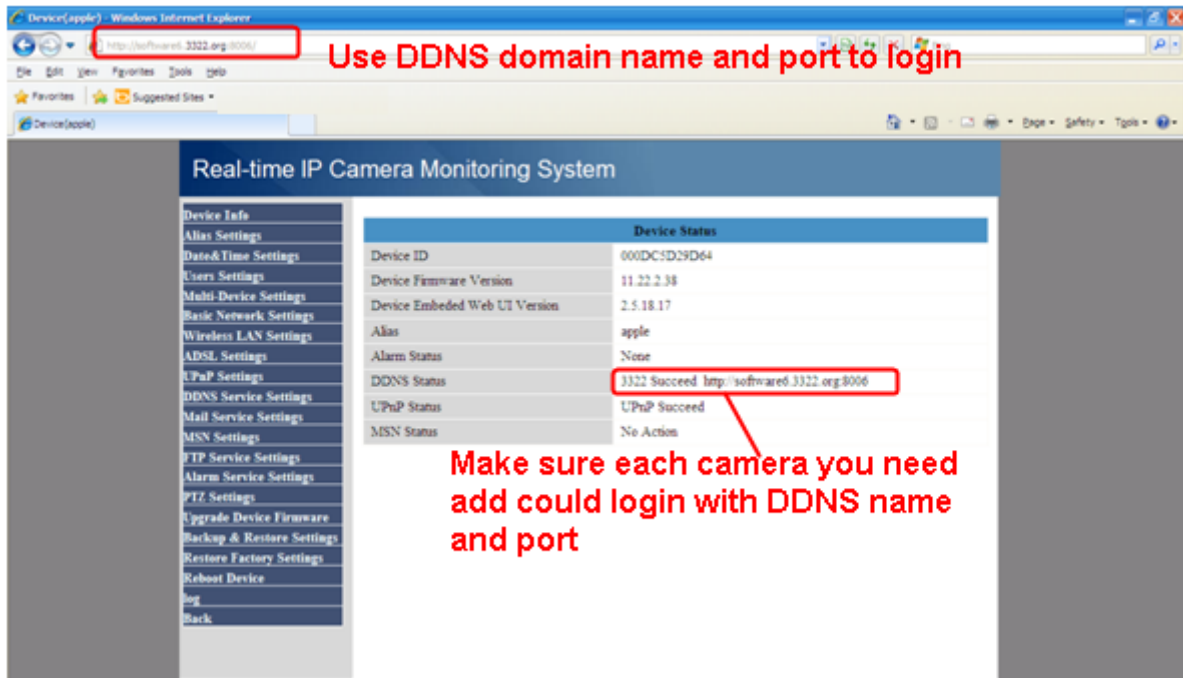 Device(apple) - Windows Internet Explorer
http://software6.3322.org:8006/
Use DDNS domain name and port to login
File Edit View Favorites Tools Help
Favorites Suggested Sites
Device(apple)
Page Safety Tools
Real-time IP Camera Monitoring System
Device Info
Alias Settings
Date&Time Settings
Users Settings
Multi-Device Settings
Basic Network Settings
Wireless LAN Settings
ADSL Settings
UPnP Settings
DDNS Service Settings
Mail Service Settings
MSN Settings
FTP Service Settings
Alarm Service Settings
PTZ Settings
Upgrade Device Firmware
Backup & Restore Settings
Restore Factory Settings
Reboot Device
log
Back
Device Status
Device ID 000DC5D29D64
Device Firmware Version 11.22.2.38
Device Embeded Web UI Version 2.5.18.17
Alias apple
Alarm Status None
DDNS Status 3322 Succeed http://software6.3322.org:8006
UPnP Status UPnP Succeed
MSN Status No Action
Make sure each camera you need
add could login with DDNS name
and port